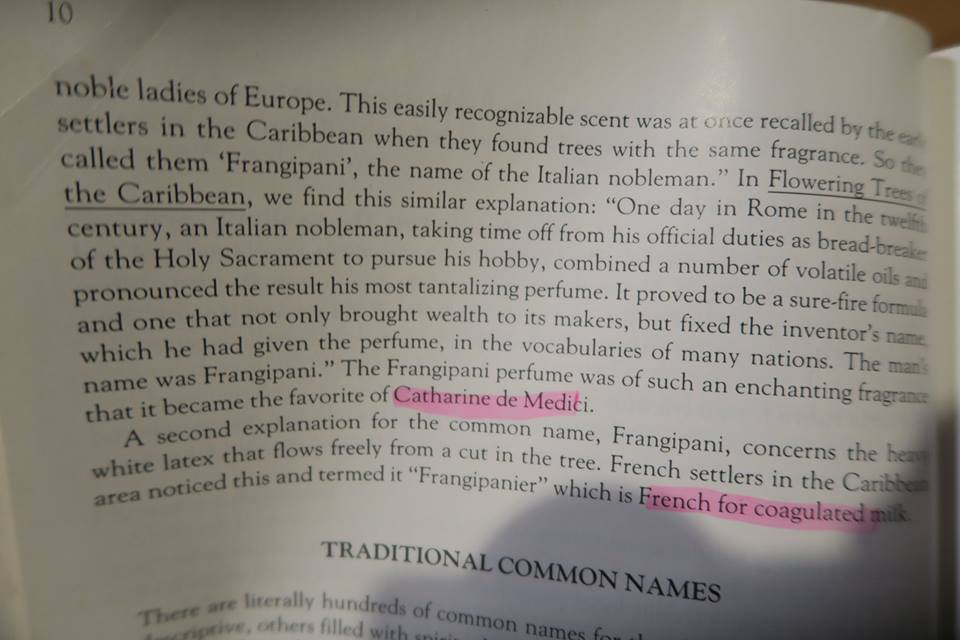 10
noble ladies of Europe. This easily recognizable scent was at once recalled by the
settlers in the Caribbean when they found trees with the same fragrance. So
called them ‘Frangipani’, the name of the Italian nobleman.” In Flowering Trees of
the Caribbean, we find this similar explanation: “One day in Rome in the twelfth
century, an Italian nobleman, taking time off from his official duties as bread-breaker
of the Holy Sacrament to pursue his hobby, combined a number of volatile oils and
pronounced the result his most tantalizing perfume. It proved to be a sure-fire formula
and one that not only brought wealth to its makers, but fixed the inventor’s name,
which he had given the perfume, in the vocabularies of many nations. The man’s
name was Frangipani.” The Frangipani perfume was of such an enchanting fragrance
that it became the favorite of Catharine de Medici.
A second explanation for the common name, Frangipani, concerns the heavy
white latex that flows freely from a cut in the tree. French settlers in the Caribbean
area noticed this and termed it “Frangipanier” which is French for coagulated milk.
TRADITIONAL COMMON NAMES
There are literally hundreds of common names for
descriptive, others filled with